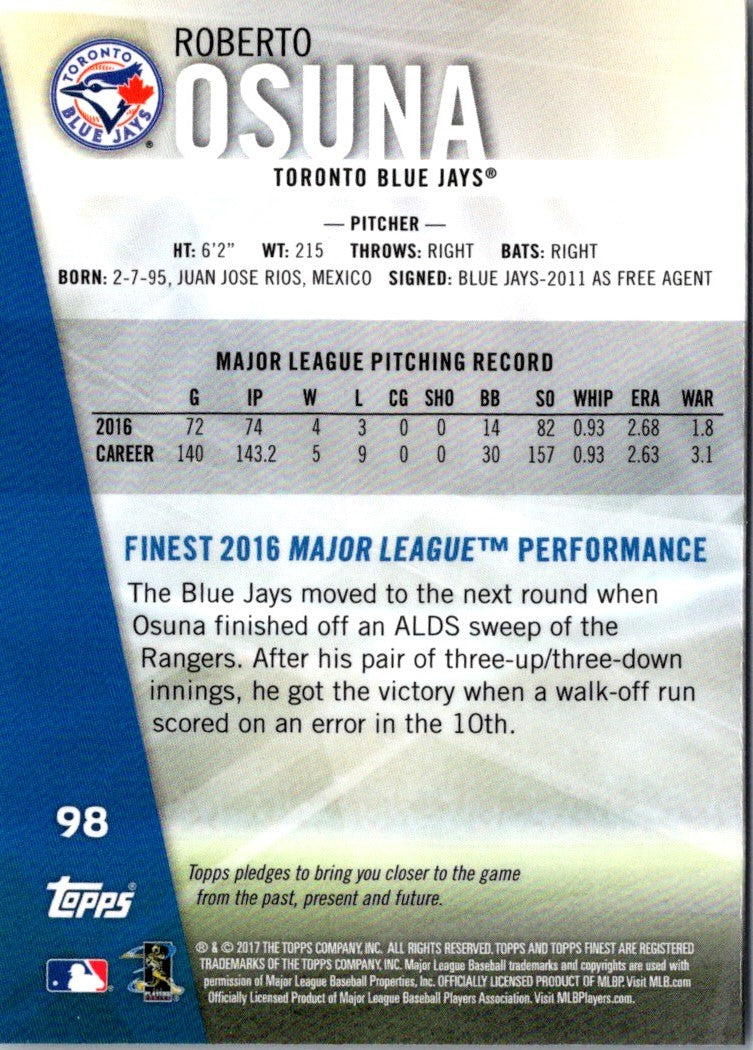 TORONTO
BLUE JAYS
ROBERTO
OSUNA
TORONTO BLUE JAYS®
— PITCHER —
HT: 6'2" WT: 215 THROWS: RIGHT BATS: RIGHT
BORN: 2-7-95, JUAN JOSE RIOS, MEXICO SIGNED: BLUE JAYS-2011 AS FREE AGENT
MAJOR LEAGUE PITCHING RECORD
G IP W L CG SHO BB SO WHIP ERA WAR
2016 72 74 4 3 0 0 14 82 0.93 2.68 1.8
CAREER 140 143.2 5 9 0 0 30 157 0.93 2.63 3.1
FINEST 2016 MAJOR LEAGUE™ PERFORMANCE
The Blue Jays moved to the next round when
Osuna finished off an ALDS sweep of the
Rangers. After his pair of three-up/three-down
innings, he got the victory when a walk-off run
scored on an error in the 10th.
98
Topps®
Topps pledges to bring you closer to the game
from the past, present and future.
® & © 2017 THE TOPPS COMPANY, INC. ALL RIGHTS RESERVED. TOPPS AND TOPPS FINEST ARE REGISTERED
TRADEMARKS OF THE TOPPS COMPANY, INC. Major League Baseball trademarks and copyrights are used with
permission of Major League Baseball Properties, Inc. OFFICIALLY LICENSED PRODUCT OF MLBP. Visit MLB.com
Officially Licensed Product of Major League Baseball Players Association. Visit MLBPlayers.com.